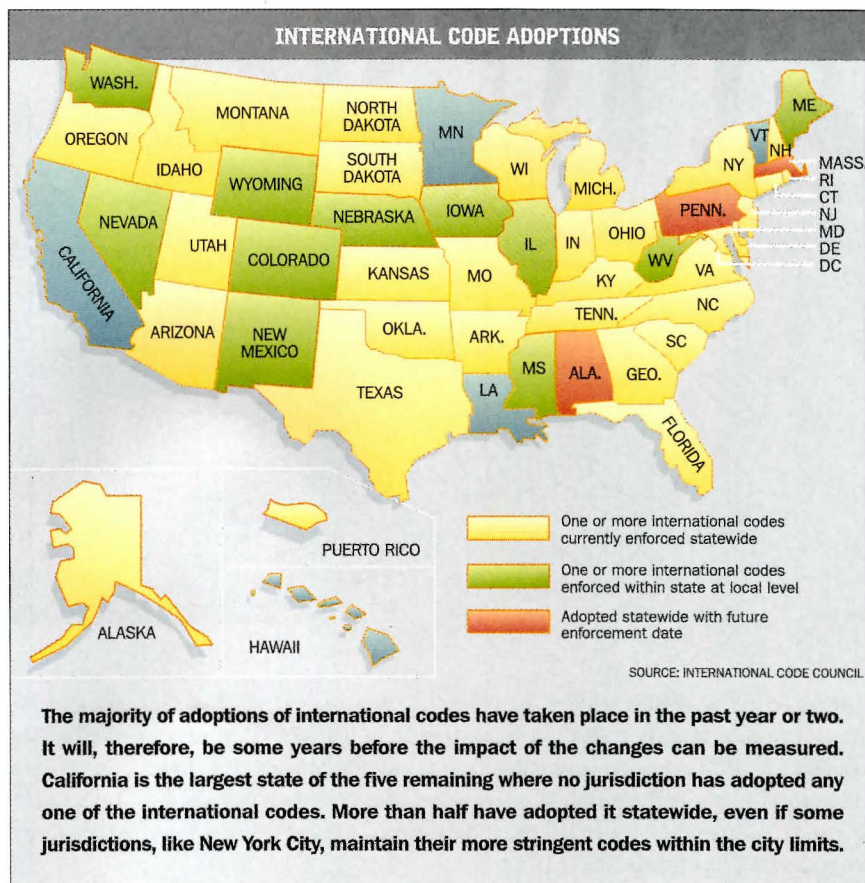 INTERNATIONAL CODE ADOPTIONS
WASH.
MONTANA
NORTH
DAKOTA
MN
ME
VT
NH
OREGON
IDAHO
SOUTH
DAKOTA
WI
MICH.
NY
MASS.
RI
CT
NJ
MD
DE
DC
WYOMING
NEBRASKA
IOWA
PENN.
NEVADA
UTAH
COLORADO
IL
IN
OHIO
WV
VA
CALIFORNIA
KANSAS
MO
KY
NC
TENN.
ARIZONA
NEW
MEXICO
OKLA.
ARK.
SC
MS
ALA.
GEO.
TEXAS
LA
FLORIDA
PUERTO RICO
ALASKA
HAWAII
One or more international codes
currently enforced statewide
One or more international codes
enforced within state at local level
Adopted statewide with future
enforcement date
SOURCE: INTERNATIONAL CODE COUNCIL
The majority of adoptions of international codes have taken place in the past year or two.
It will, therefore, be some years before the impact of the changes can be measured.
California is the largest state of the five remaining where no jurisdiction has adopted any
one of the international codes. More than half have adopted it statewide, even if some
jurisdictions, like New York City, maintain their more stringent codes within the city limits.